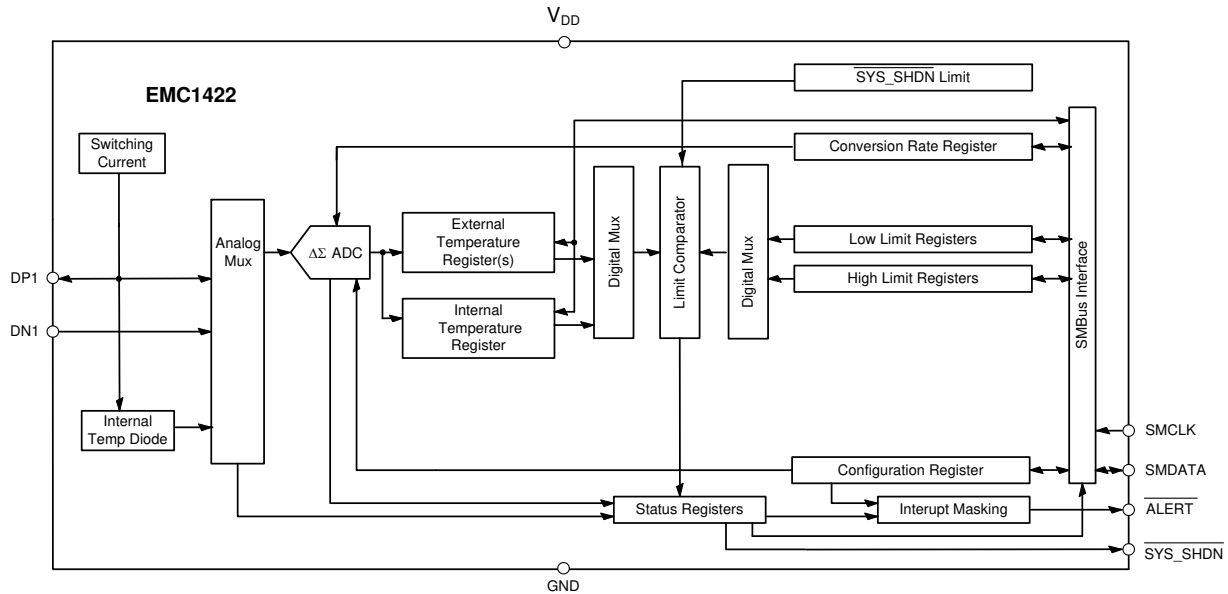 VDD
EMC1422
SYS_SHDN Limit
Switching
Current
Conversion Rate Register
Analog
Mux
ΔΣ ADC
External
Temperature
Register(s)
Digital Mux
Limit Comparator
Digital Mux
Low Limit Registers
High Limit Registers
SMBus Interface
DP1
DN1
Internal
Temperature
Register
Internal
Temp Diode
SMCLK
Configuration Register
SMDATA
Status Registers
Interupt Masking
ALERT
SYS_SHDN
GND